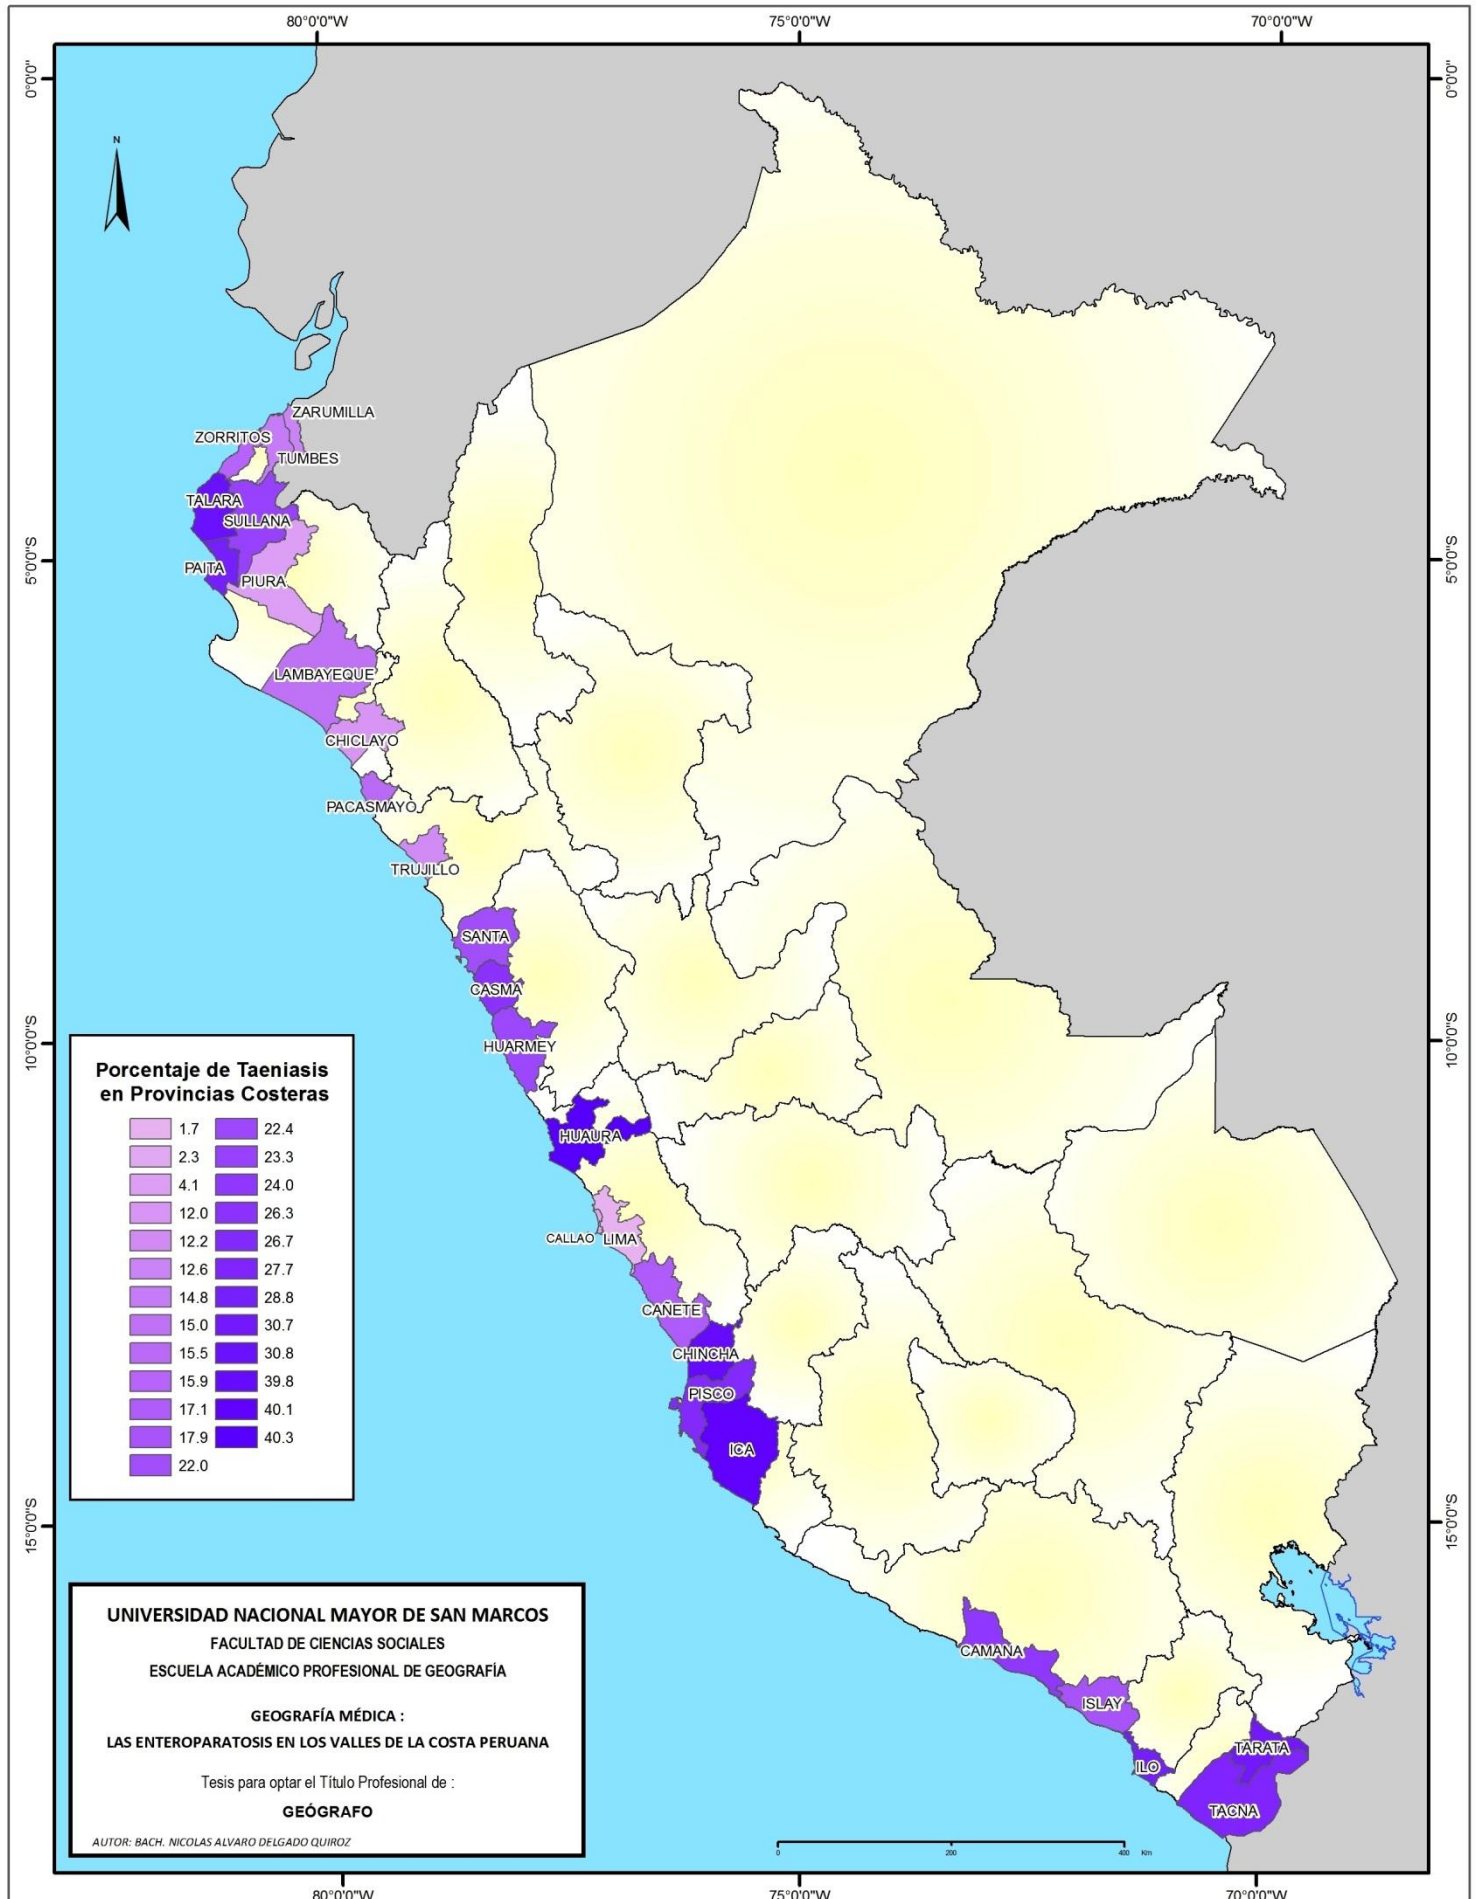 80°0'0"W
75°0'0"W
70°0'0"W
0°0'0"
0°0'0"
N
ZARUMILLA
ZORRITOS
TUMBES
TALARA
SULLANA
5°0'0"S
5°0'0"S
PAITA
PIURA
LAMBAYEQUE
CHICLAYO
PACASMAYO
TRUJILLO
SANTA
CASMA
10°0'0"S
10°0'0"S
HUARMEY
HUAURA
CALLAO
LIMA
CAÑETE
CHINCHA
PISCO
ICA
15°0'0"S
15°0'0"S
CAMANA
ISLAY
TARATA
ILO
TACNA
Porcentaje de Taeniasis
en Provincias Costeras
1.7
2.3
4.1
12.0
12.2
12.6
14.8
15.0
15.5
15.9
17.1
17.9
22.0
22.4
23.3
24.0
26.3
26.7
27.7
28.8
30.7
30.8
39.8
40.1
40.3
UNIVERSIDAD NACIONAL MAYOR DE SAN MARCOS
FACULTAD DE CIENCIAS SOCIALES
ESCUELA ACADÉMICO PROFESIONAL DE GEOGRAFÍA
GEOGRAFÍA MÉDICA :
LAS ENTEROPARATOSIS EN LOS VALLES DE LA COSTA PERUANA
Tesis para optar el Título Profesional de :
GEÓGRAFO
AUTOR: BACH. NICOLAS ALVARO DELGADO QUIROZ
0 200 400 Km
80°0'0"W
75°0'0"W
70°0'0"W